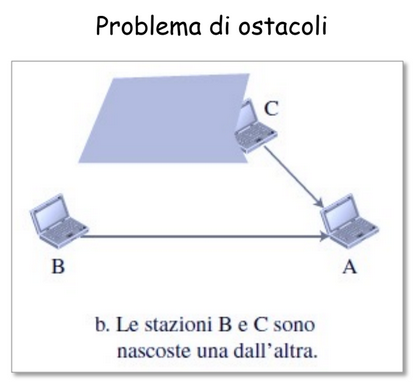 Problema di ostacoli
C
B
A
b. Le stazioni B e C sono
nascoste una dall'altra.